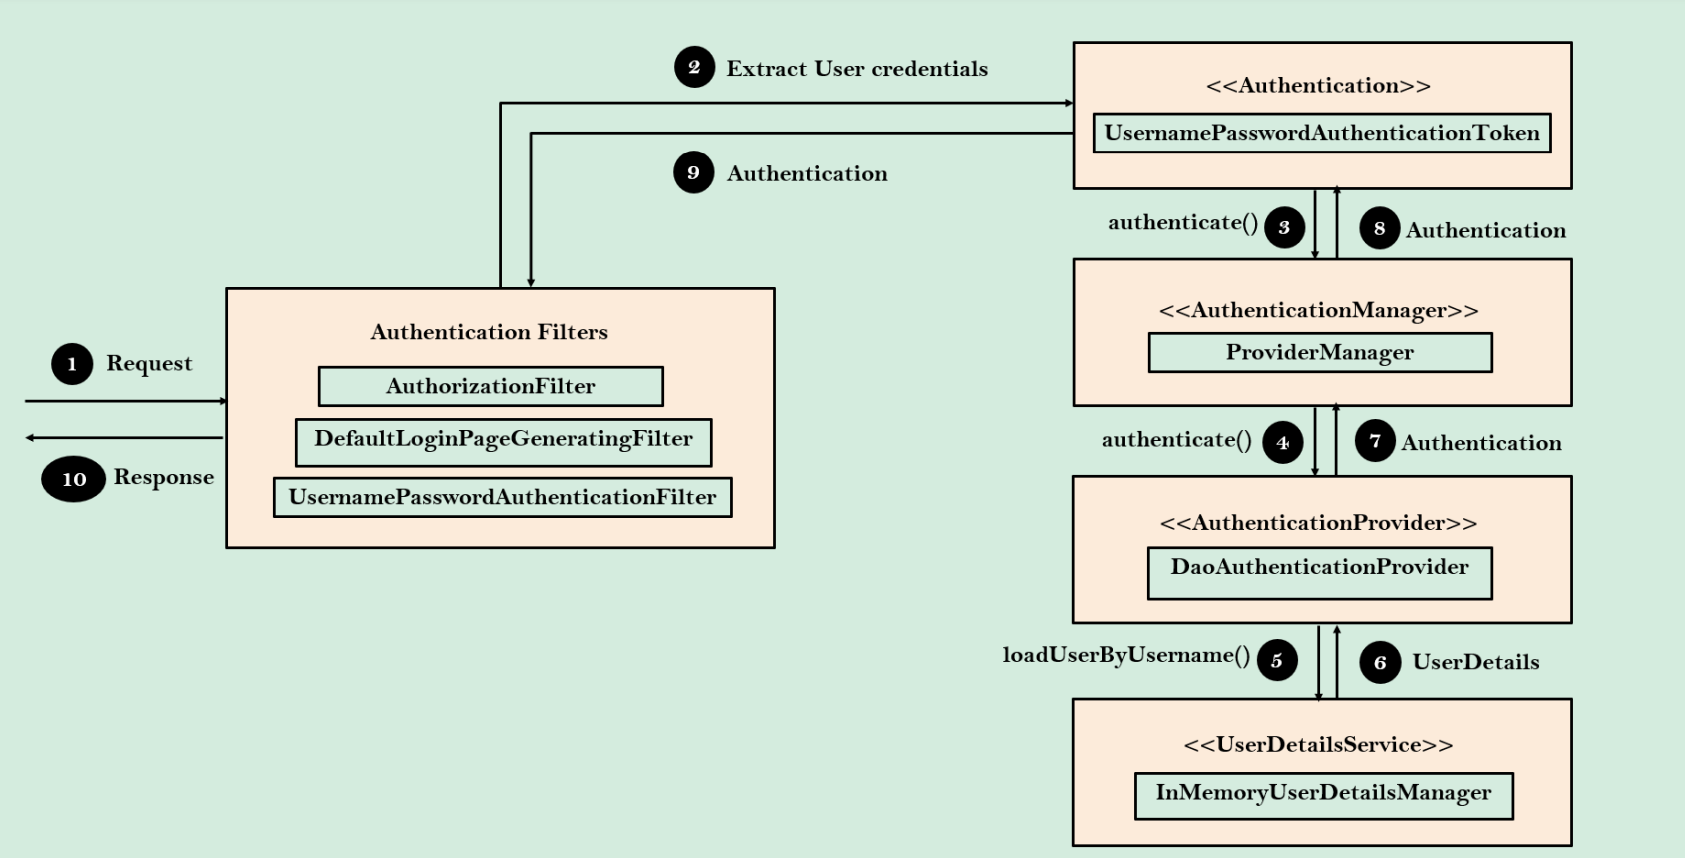 2 Extract User credentials
9 Authentication
<<Authentication>>
UsernamePasswordAuthenticationToken
authenticate() 3
8 Authentication
<<AuthenticationManager>>
ProviderManager
Authentication Filters
AuthorizationFilter
DefaultLoginPageGeneratingFilter
UsernamePasswordAuthenticationFilter
1 Request
10 Response
authenticate() 4
7 Authentication
<<AuthenticationProvider>>
DaoAuthenticationProvider
loadUserByUsername() 5
6 UserDetails
<<UserDetailsService>>
InMemoryUserDetailsManager